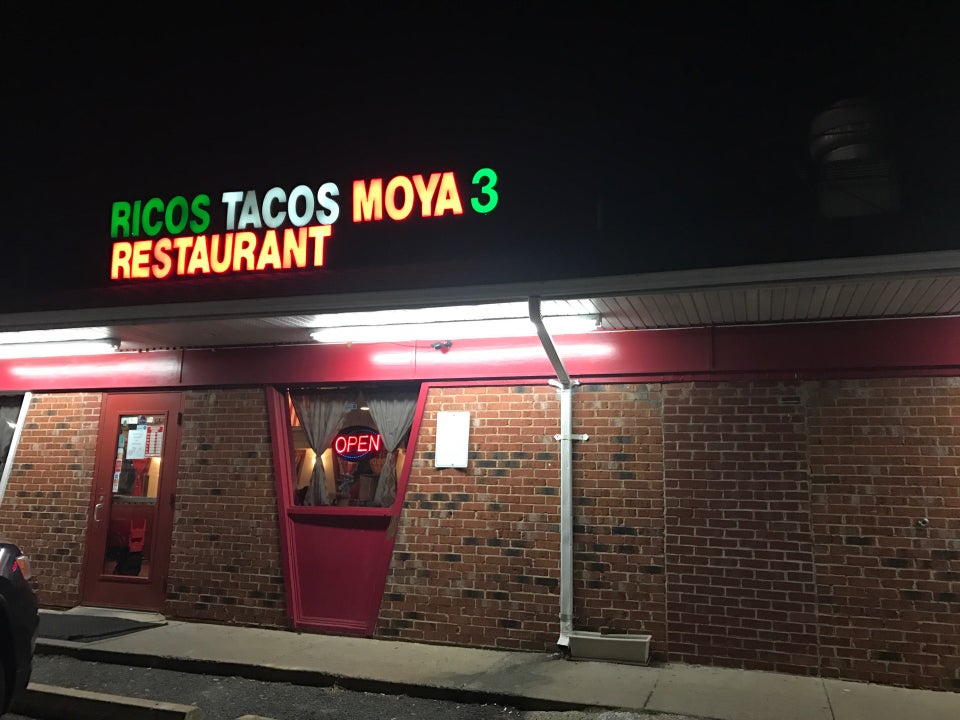 RICOS TACOS MOYA 3
RESTAURANT
OPEN